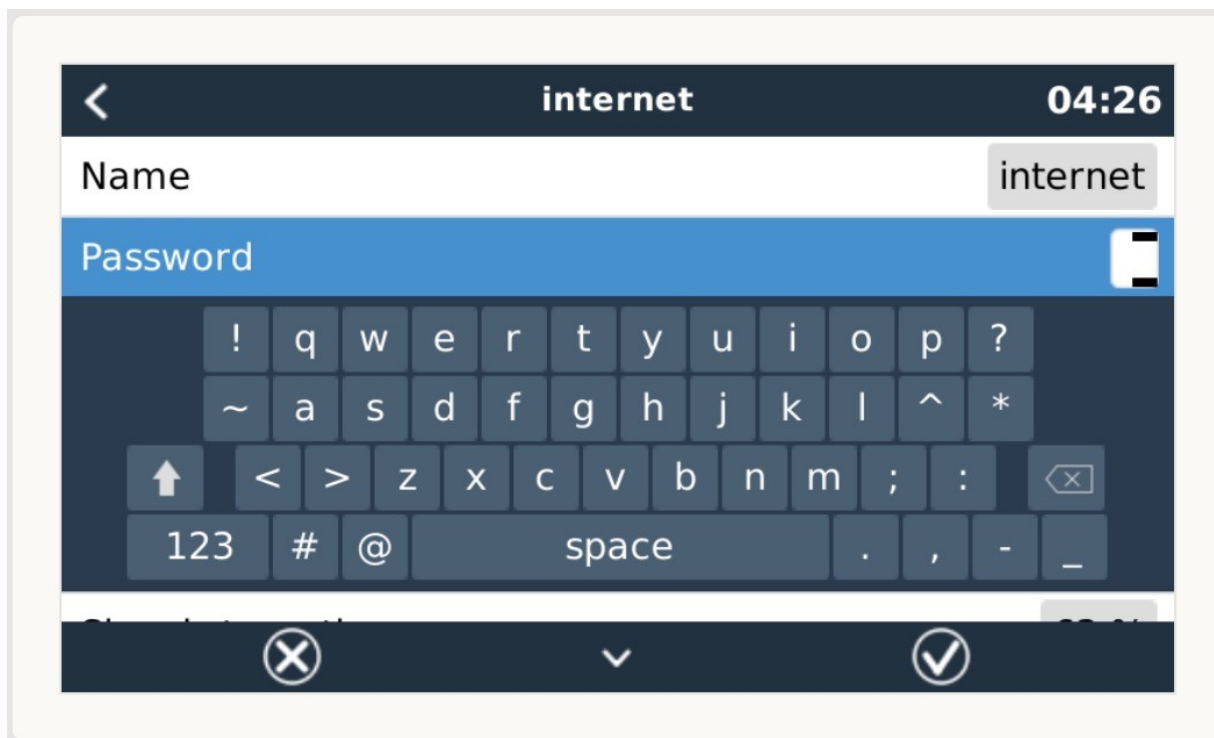 internet 04:26
Name internet
Password
! q w e r t y u i o p ?
~ a s d f g h j k l ^ *
< > z x c v b n m ; :
123 # @ space . , - _